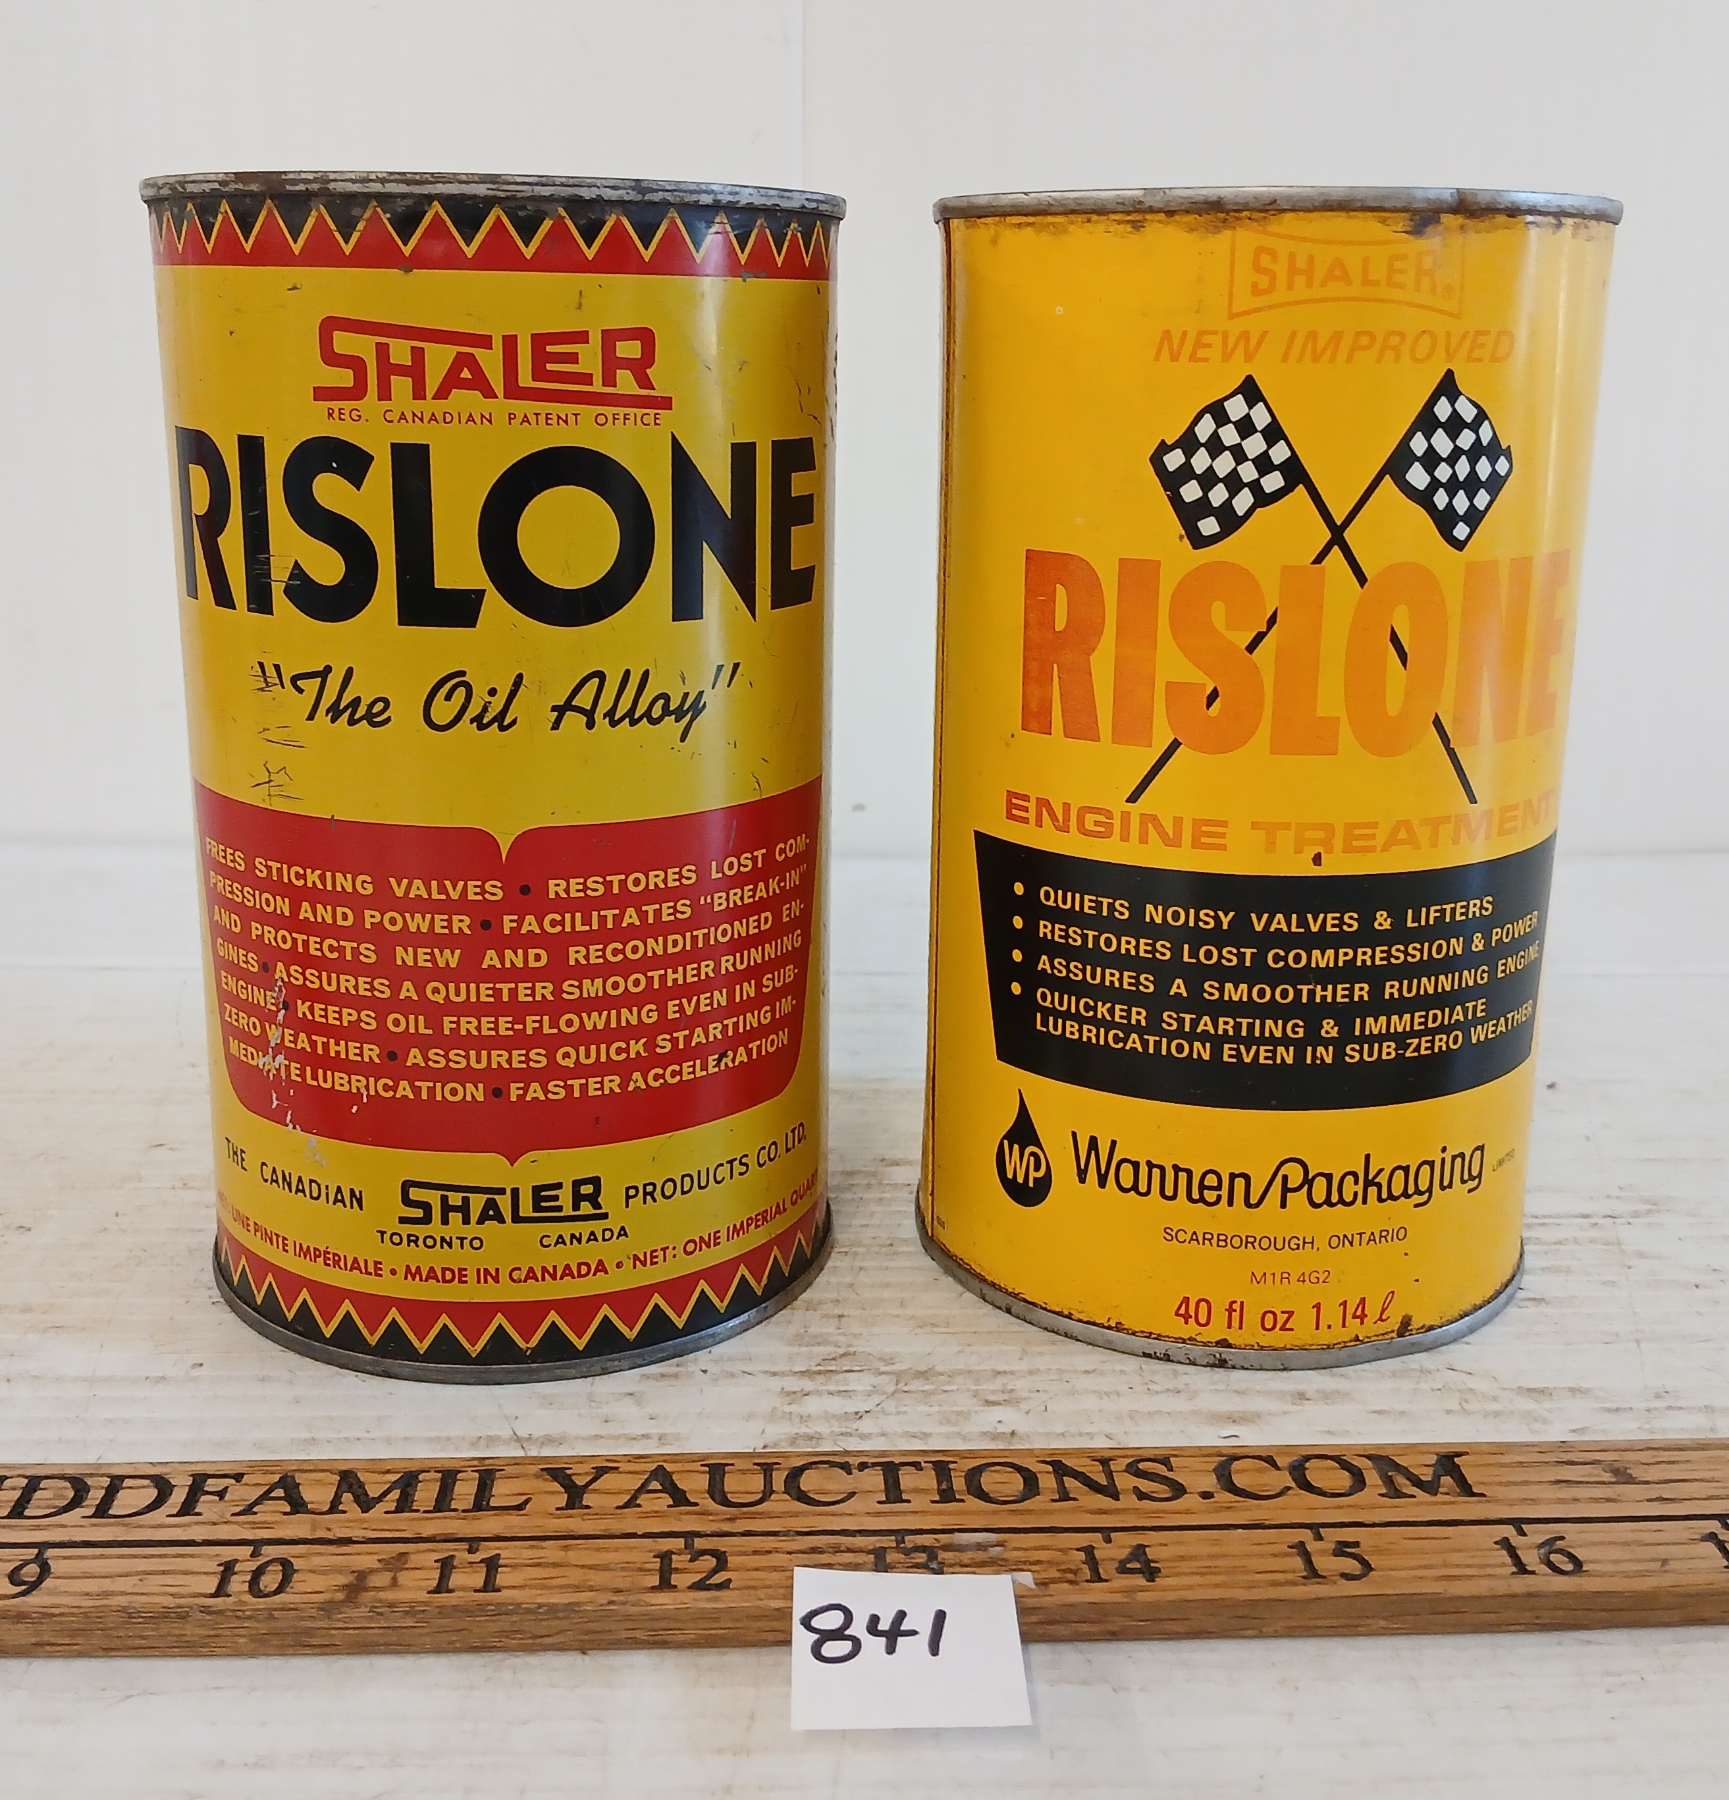 SHALER
REG. CANADIAN PATENT OFFICE
RISLONE
"The Oil Alloy"
FREES STICKING VALVES • RESTORES LOST COM-
PRESSION AND POWER • FACILITATES "BREAK-IN"
AND PROTECTS NEW AND RECONDITIONED EN-
GINES • ASSURES A QUIETER SMOOTHER RUNNING
ENGINE • KEEPS OIL FREE-FLOWING EVEN IN SUB-
ZERO WEATHER • ASSURES QUICK STARTING IM-
MEDIATE LUBRICATION • FASTER ACCELERATION
THE CANADIAN SHALER PRODUCTS CO. LTD.
TORONTO CANADA
UNE PINTE IMPÉRIALE • MADE IN CANADA • NET: ONE IMPERIAL QUART
SHALER®
NEW IMPROVED
RISLONE
ENGINE TREATMENT
• QUIETS NOISY VALVES & LIFTERS
• RESTORES LOST COMPRESSION & POWER
• ASSURES A SMOOTHER RUNNING ENGINE
• QUICKER STARTING & IMMEDIATE
LUBRICATION EVEN IN SUB-ZERO WEATHER
WP Warren Packaging LIMITED
SCARBOROUGH, ONTARIO
M1R 4G2
40 fl oz 1.14 ℓ
DDFAMILYAUCTIONS.COM
9 10 11 12 13 14 15 16
841